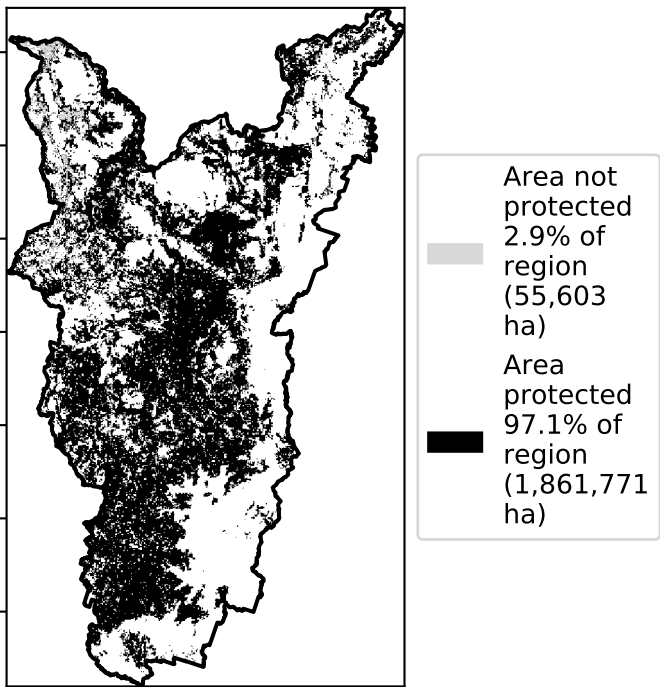 Area not
protected
2.9% of
region
(55,603
ha)
Area
protected
97.1% of
region
(1,861,771
ha)